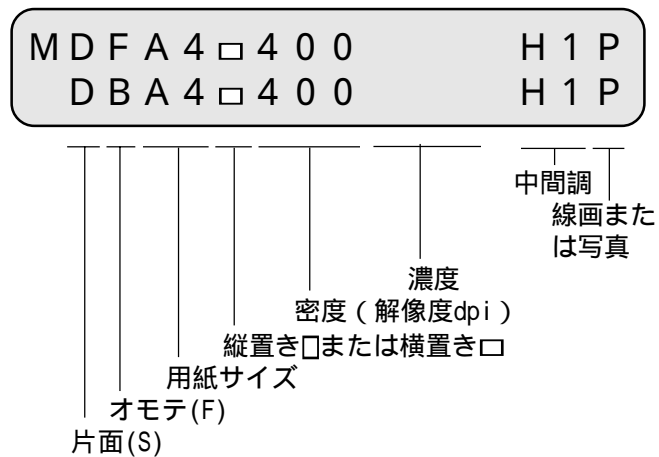 MDFA4▭400 H1P
DBA4▭400 H1P
中間調
線画また
は写真
濃度
密度(解像度dpi)
縦置き▯または横置き▭
用紙サイズ
オモテ(F)
片面(S)